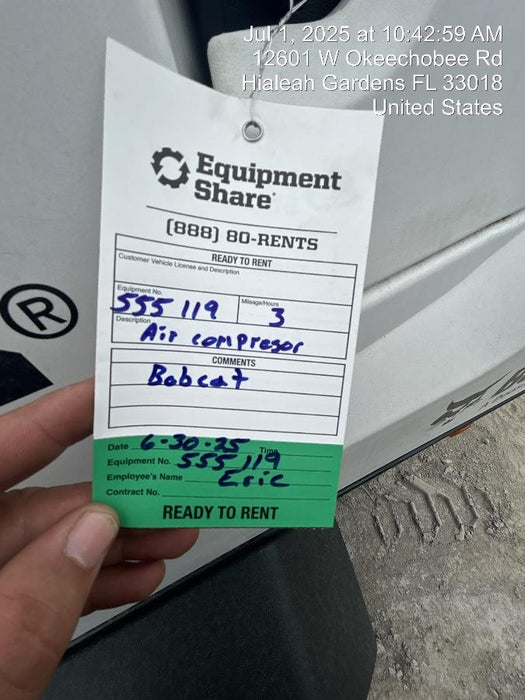 Jul 1, 2025 at 10:42:59 AM
12601 W Okeechobee Rd
Hialeah Gardens FL 33018
United States
Equipment
Share
(888) 80-RENTS
READY TO RENT
Customer Vehicle License and Description
Equipment No.
Mileage/Hours
555 119
3
Description
Air compresor
COMMENTS
Bobcat
Date 6-30-25 Time
Equipment No. 555 119
Employee's Name Eric
Contract No.
READY TO RENT
®